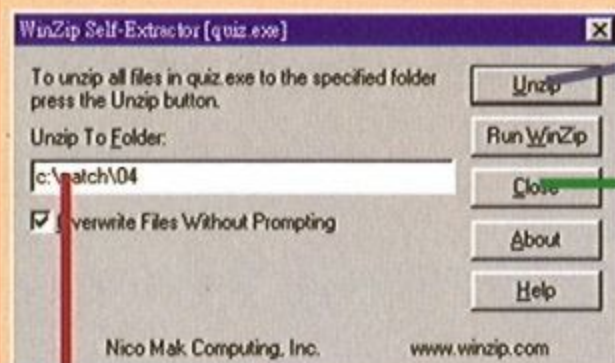 WinZip Self-Extractor [quiz.exe]
To unzip all files in quiz.exe to the specified folder
press the Unzip button.
Unzip To Folder:
c:\patch\04
Overwrite Files Without Prompting
Unzip
Run WinZip
Close
About
Help
Nico Mak Computing, Inc. www.winzip.com